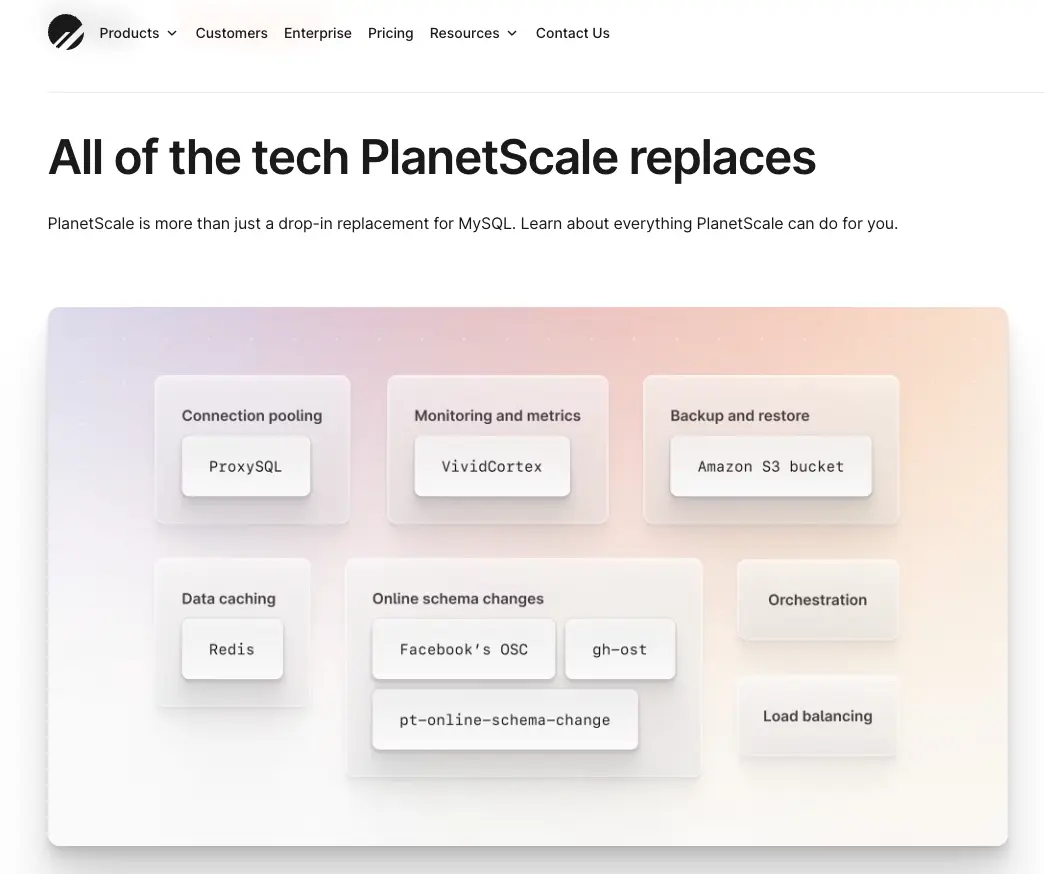 Products Customers Enterprise Pricing Resources Contact Us
All of the tech PlanetScale replaces
PlanetScale is more than just a drop-in replacement for MySQL. Learn about everything PlanetScale can do for you.
Connection pooling
ProxySQL
Monitoring and metrics
VividCortex
Backup and restore
Amazon S3 bucket
Data caching
Redis
Online schema changes
Facebook’s OSC
gh-ost
pt-online-schema-change
Orchestration
Load balancing